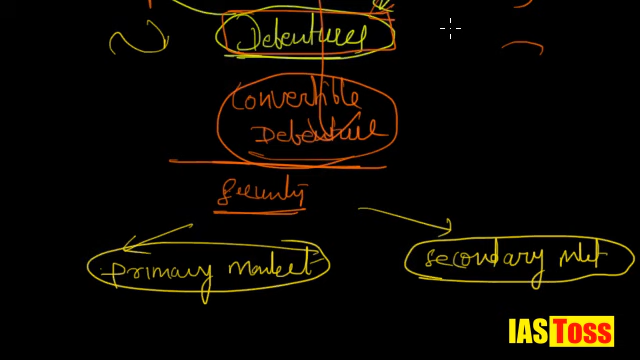 Debentures
Convertible
Debenture
Security
primary market
secondary mkt
IASToss